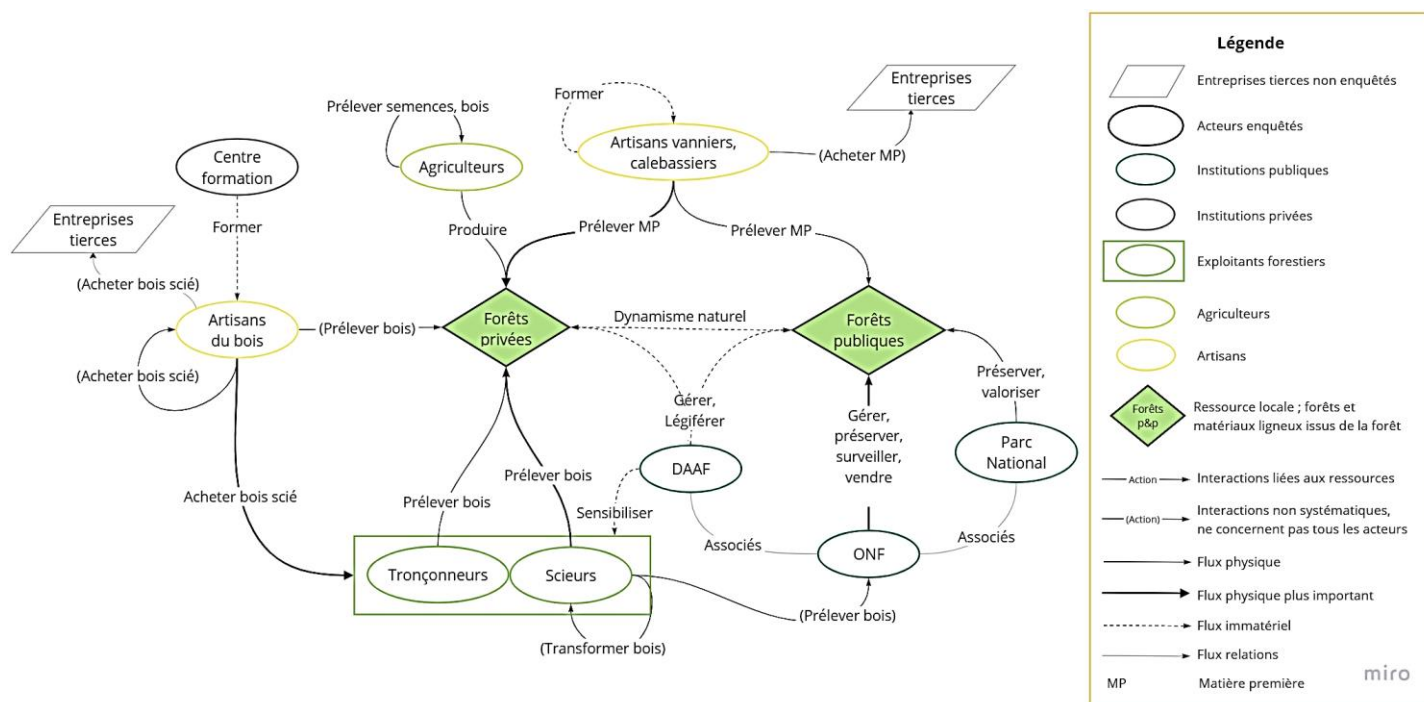 Entreprises
tierces
Former
Prélever semences, bois
Artisans vanniers,
calebassiers
(Acheter MP)
Centre
formation
Agriculteurs
Entreprises
tierces
Former
Produire
Prélever MP
Prélever MP
(Acheter bois scié)
Artisans
du bois
(Prélever bois)
Forêts
privées
Dynamisme naturel
Forêts
publiques
(Acheter bois scié)
Préserver,
valoriser
Gérer,
Légiférer
Gérer,
préserver,
surveiller,
vendre
Parc
National
DAAF
Acheter bois scié
Prélever bois
Prélever bois
Sensibiliser
Associés
ONF
Associés
Tronçonneurs
Scieurs
(Prélever bois)
(Transformer bois)
Légende
Entreprises tierces non enquêtés
Acteurs enquêtés
Institutions publiques
Institutions privées
Exploitants forestiers
Agriculteurs
Artisans
Forêts
p&p
Ressource locale ; forêts et
matériaux ligneux issus de la forêt
Action
Interactions liées aux ressources
(Action)
Interactions non systématiques,
ne concernent pas tous les acteurs
Flux physique
Flux physique plus important
Flux immatériel
Flux relations
MP
Matière première
miro